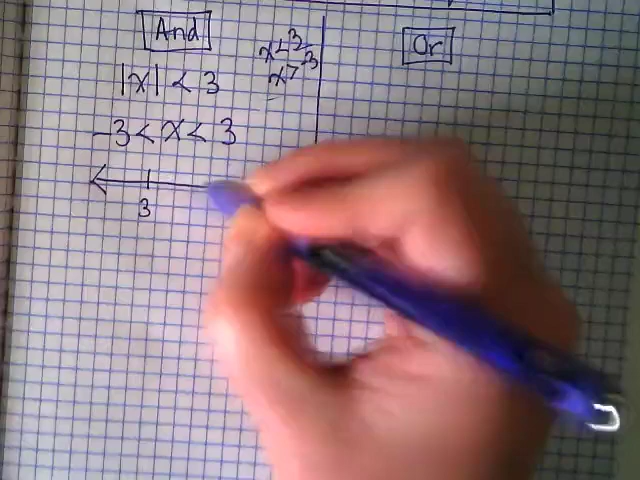 And
|x| < 3
x < 3
x > -3
-3 < x < 3
3
Or